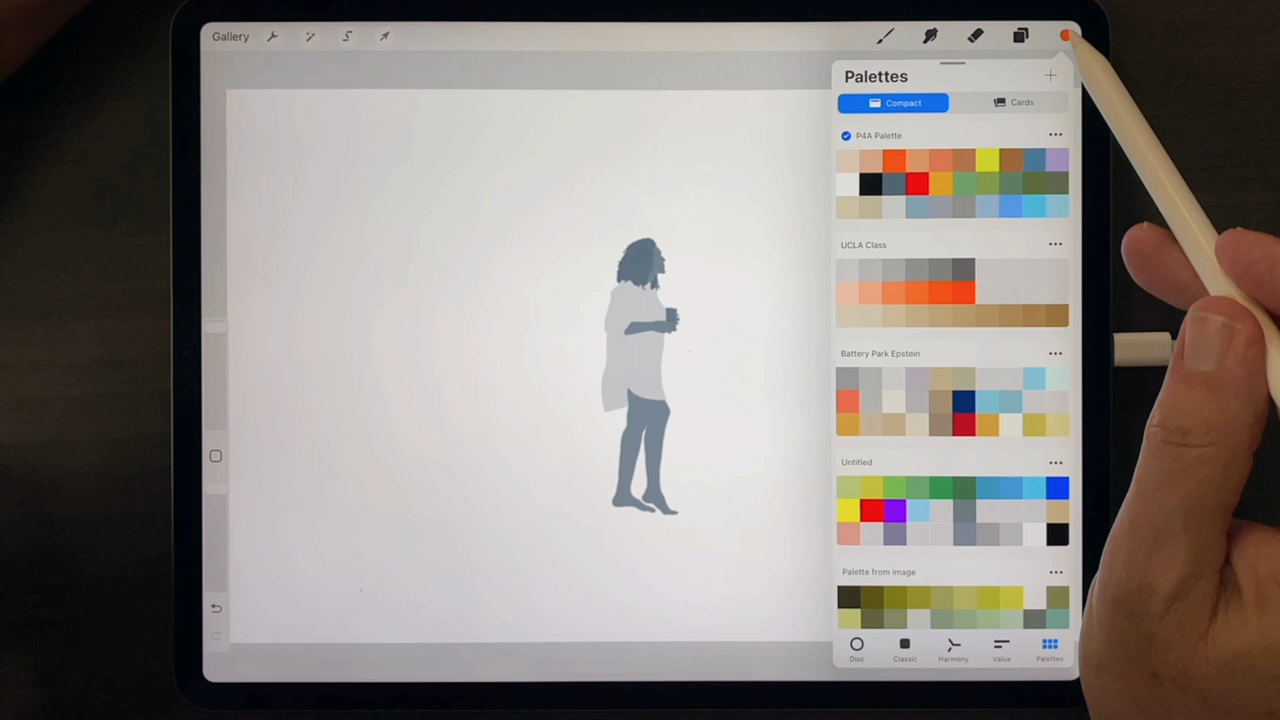 Gallery
Palettes
Compact
Cards
P4A Palette
UCLA Class
Battery Park Epstein
Untitled
Palette from image
Disc
Classic
Harmony
Value
Palettes